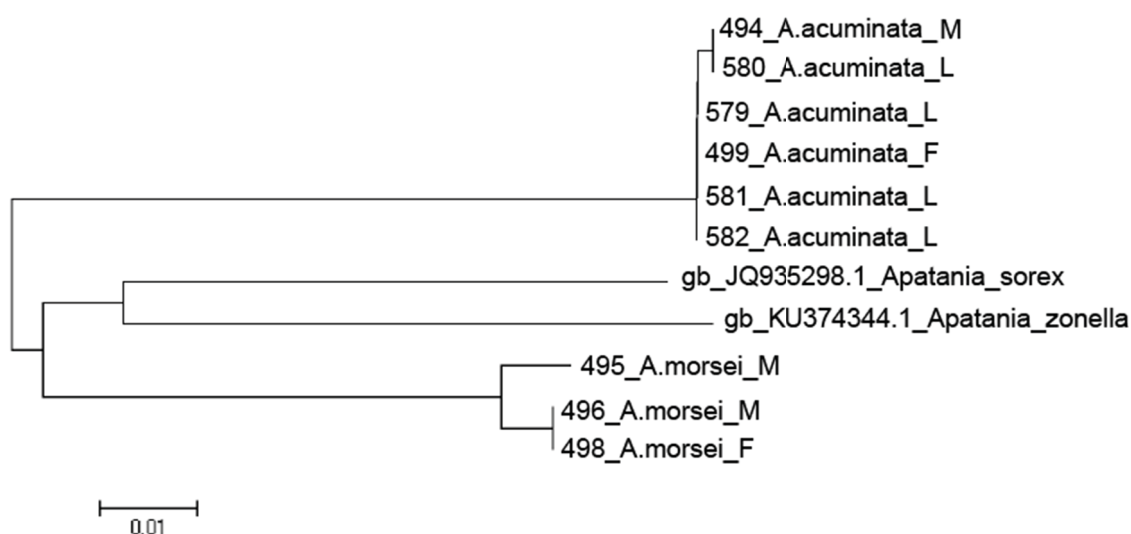 494_A.acuminata_M
580_A.acuminata_L
579_A.acuminata_L
499_A.acuminata_F
581_A.acuminata_L
582_A.acuminata_L
gb_JQ935298.1_Apatania_sorex
gb_KU374344.1_Apatania_zonella
495_A.morsei_M
496_A.morsei_M
498_A.morsei_F
0.01